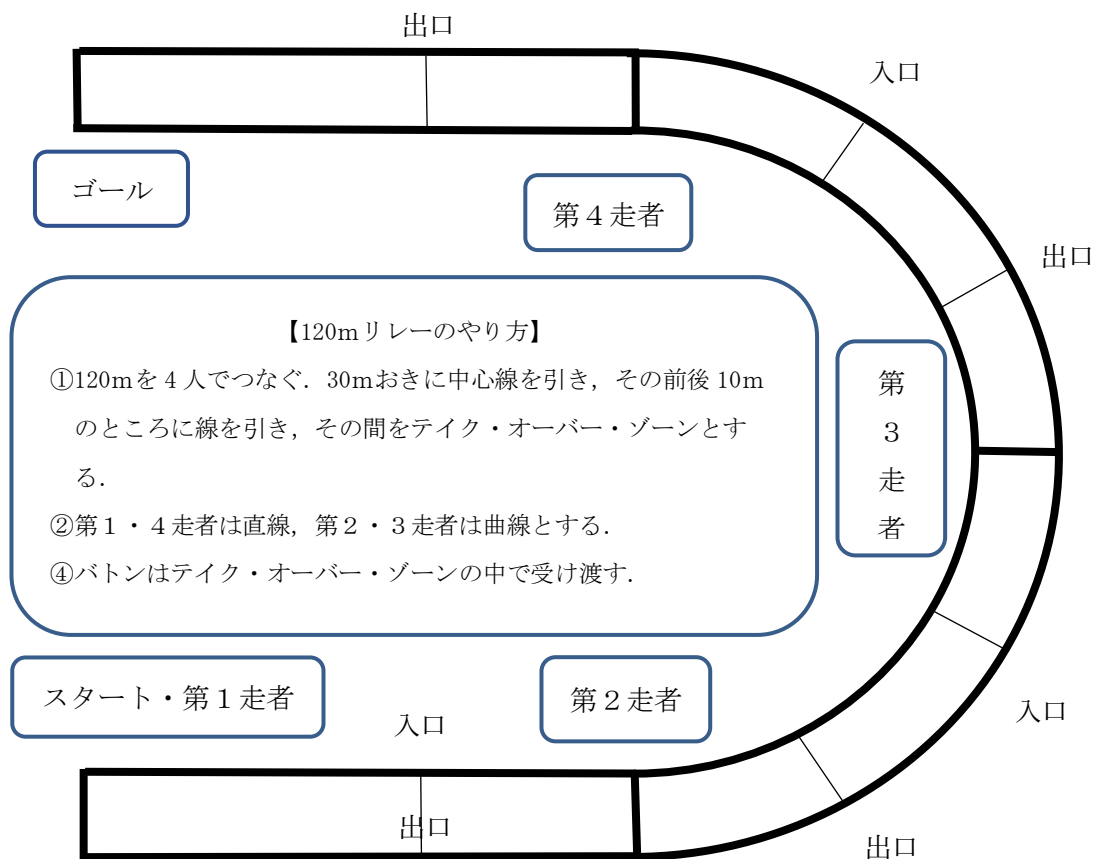 出口
入口
ゴール
第４走者
出口
【120ｍリレーのやり方】
①120ｍを４人でつなぐ．30ｍおきに中心線を引き，その前後 10ｍ
のところに線を引き，その間をテイク・オーバー・ゾーンとす
る．
②第１・４走者は直線，第２・３走者は曲線とする．
④バトンはテイク・オーバー・ゾーンの中で受け渡す．
第
３
走
者
スタート・第１走者
第２走者
入口
入口
出口
出口